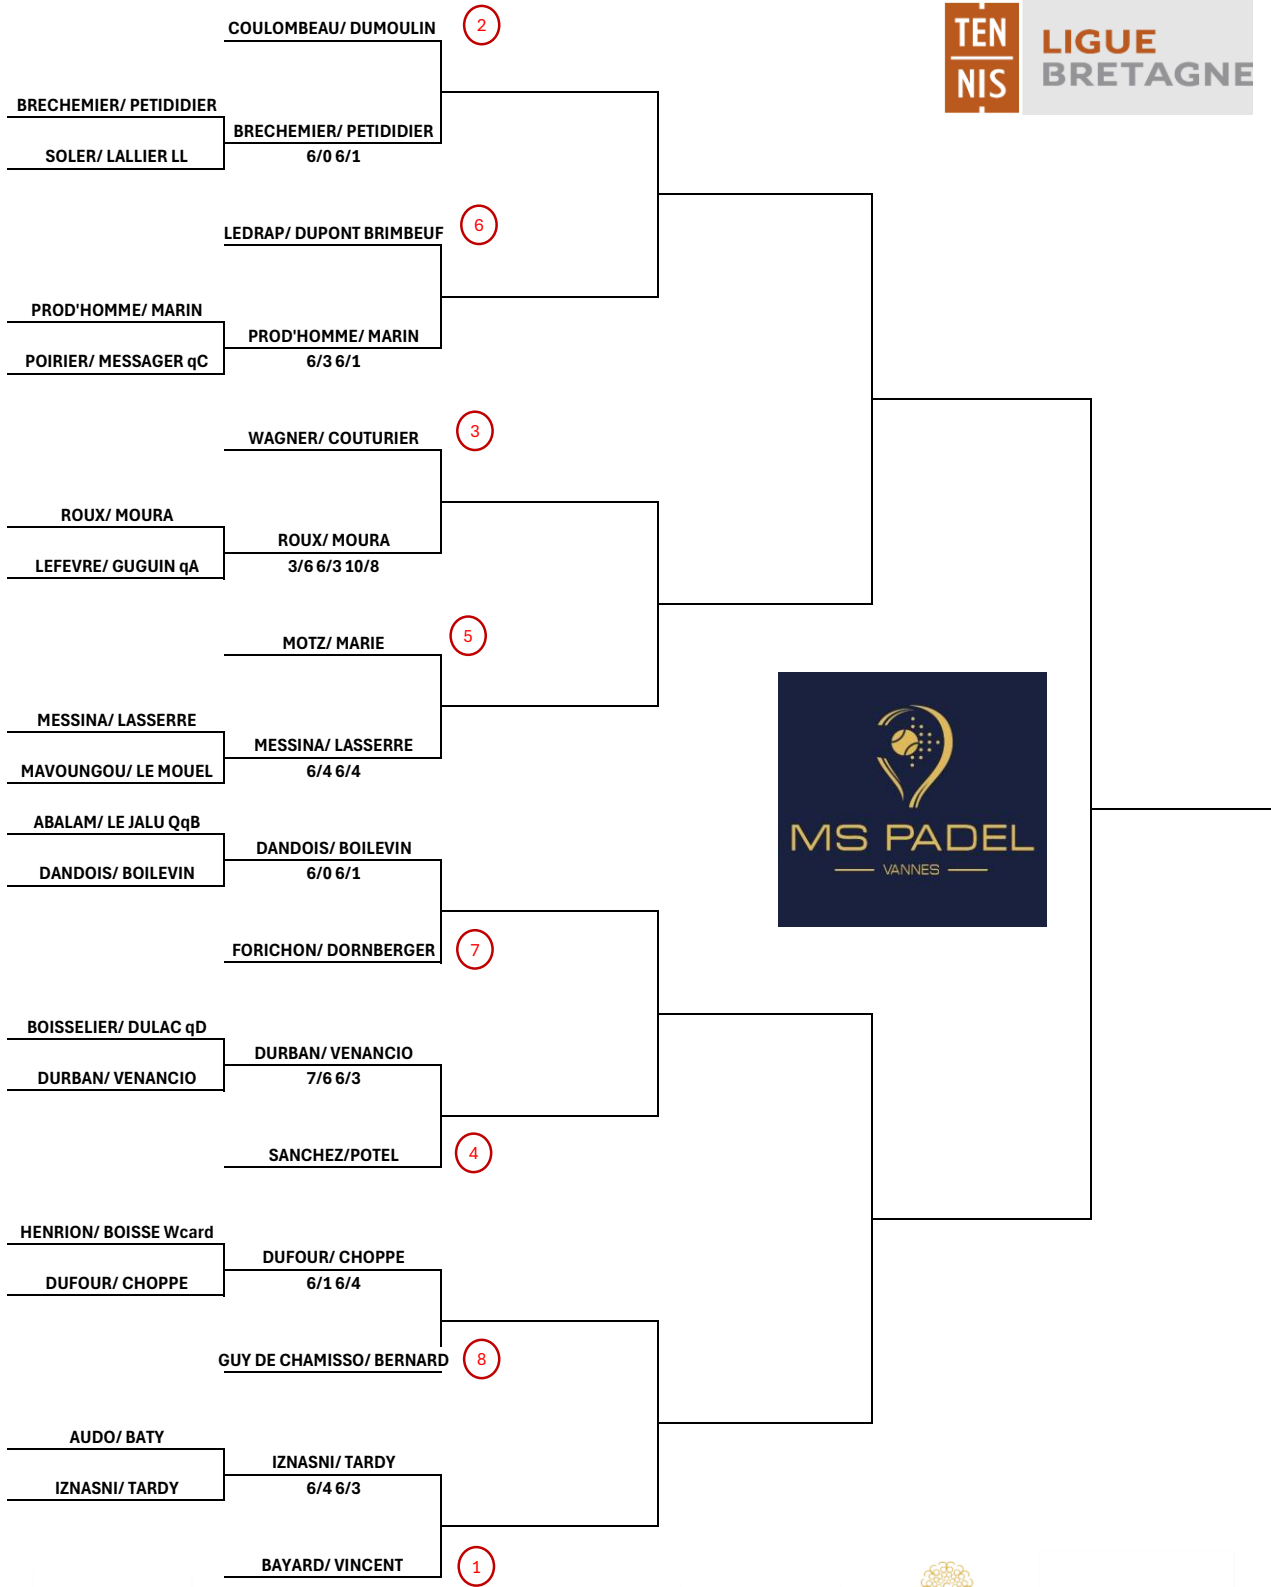 COULOMBEAU/ DUMOULIN
2
TEN
NIS
LIGUE
BRETAGNE
BRECHEMIER/ PETIDIDIER
BRECHEMIER/ PETIDIDIER
SOLER/ LALLIER LL
6/0 6/1
LEDRAP/ DUPONT BRIMBEUF
6
PROD'HOMME/ MARIN
PROD'HOMME/ MARIN
POIRIER/ MESSAGER qC
6/3 6/1
WAGNER/ COUTURIER
3
ROUX/ MOURA
ROUX/ MOURA
LEFEVRE/ GUGUIN qA
3/6 6/3 10/8
MOTZ/ MARIE
5
MESSINA/ LASSERRE
MESSINA/ LASSERRE
MAVOUNGOU/ LE MOUEL
6/4 6/4
MS PADEL
VANNES
ABALAM/ LE JALU QqB
DANDOIS/ BOILEVIN
DANDOIS/ BOILEVIN
6/0 6/1
FORICHON/ DORNBERGER
7
BOISSELIER/ DULAC qD
DURBAN/ VENANCIO
DURBAN/ VENANCIO
7/6 6/3
SANCHEZ/POTEL
4
HENRION/ BOISSE Wcard
DUFOUR/ CHOPPE
DUFOUR/ CHOPPE
6/1 6/4
GUY DE CHAMISSO/ BERNARD
8
AUDO/ BATY
IZNASNI/ TARDY
IZNASNI/ TARDY
6/4 6/3
BAYARD/ VINCENT
1